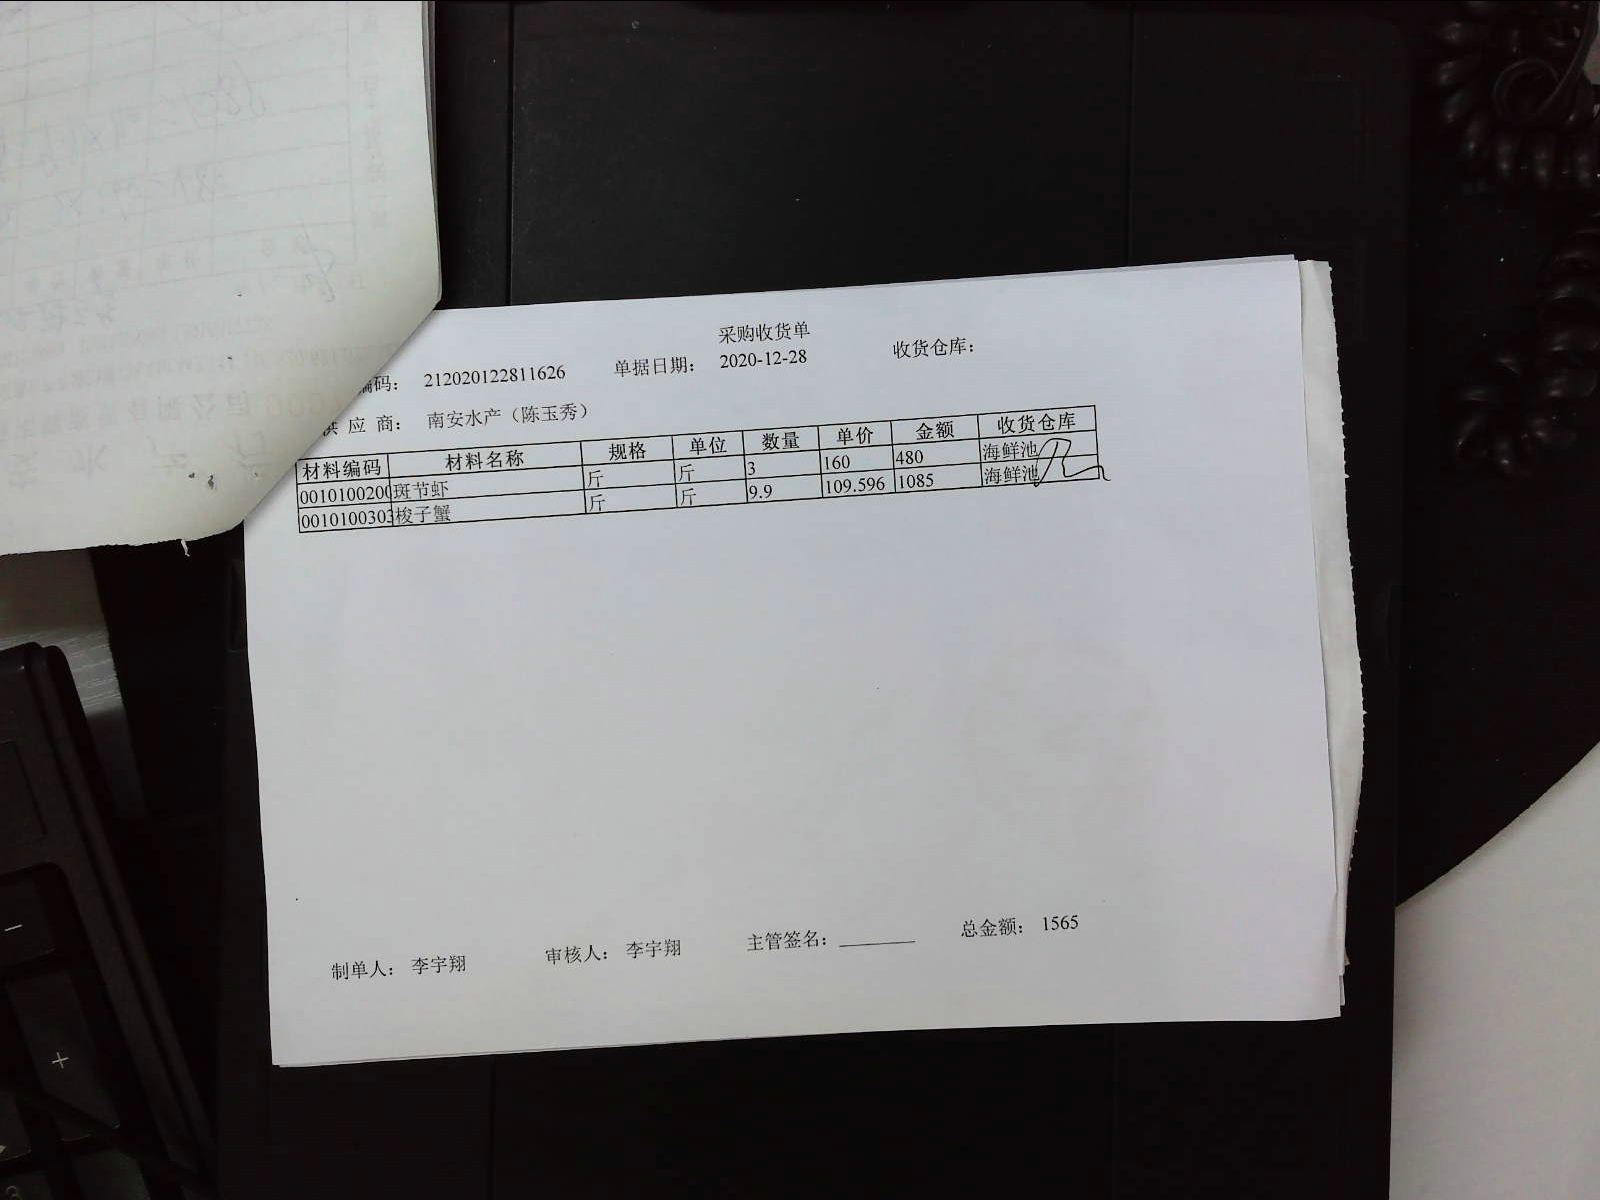 采购收货单
编码： 212020122811626 单据日期： 2020-12-28 收货仓库：
供 应 商： 南安水产（陈玉秀）
材料编码 材料名称 规格 单位 数量 单价 金额 收货仓库
0010100200 斑节虾 斤 斤 3 160 480 海鲜池
0010100303 梭子蟹 斤 斤 9.9 109.596 1085 海鲜池
制单人： 李宇翔 审核人： 李宇翔 主管签名： 总金额： 1565